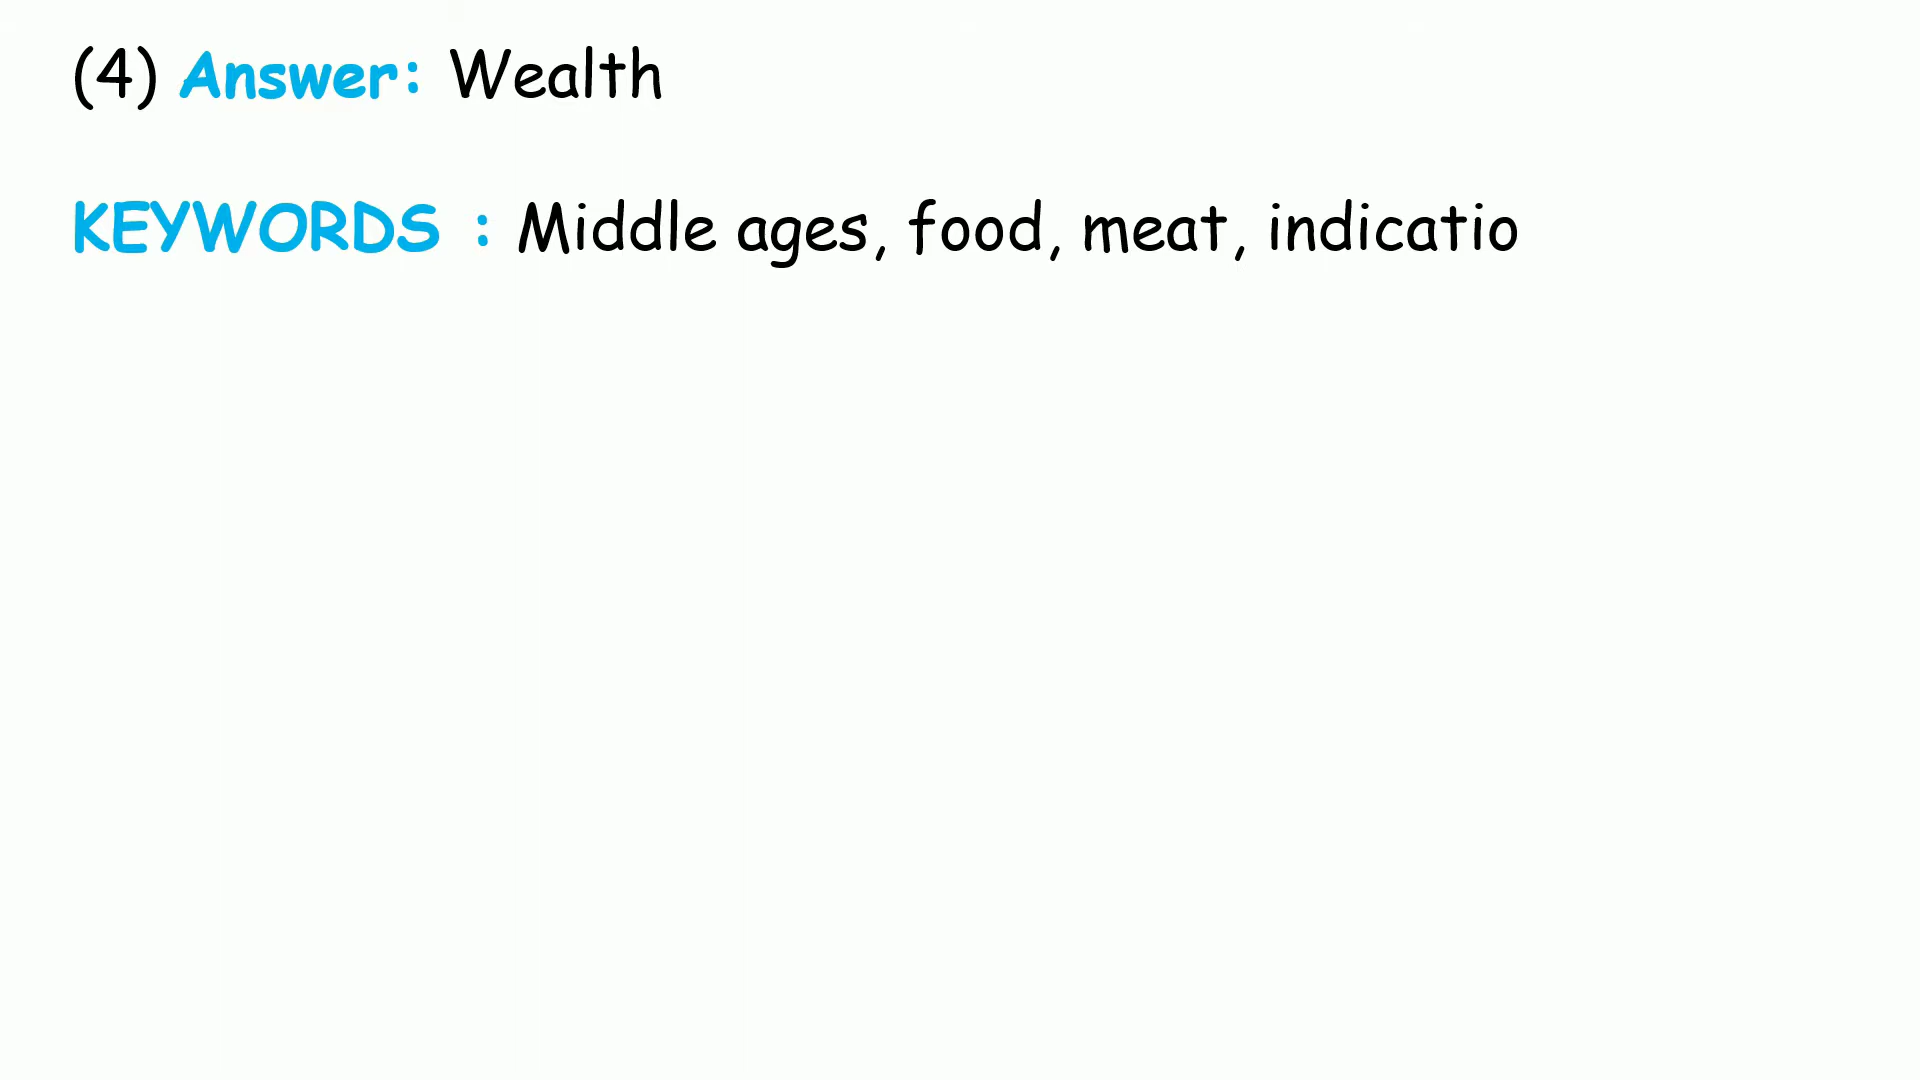 (4) Answer: Wealth
KEYWORDS : Middle ages, food, meat, indicatio